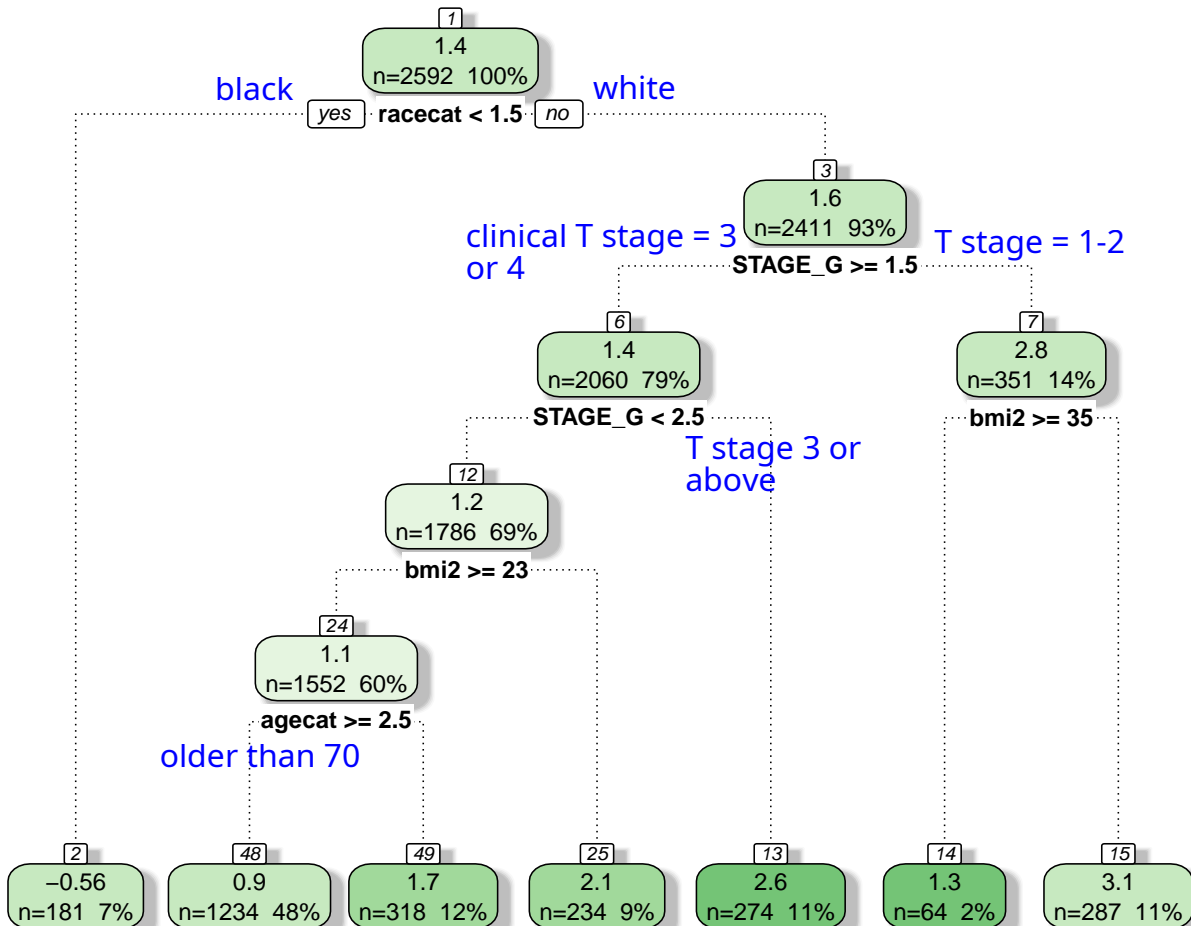 1
1.4
n=2592 100%
black
white
yes
racecat < 1.5
no
3
1.6
n=2411 93%
clinical T stage = 3
or 4
T stage = 1-2
STAGE_G >= 1.5
6
1.4
n=2060 79%
7
2.8
n=351 14%
STAGE_G < 2.5
bmi2 >= 35
T stage 3 or
above
12
1.2
n=1786 69%
bmi2 >= 23
24
1.1
n=1552 60%
agecat >= 2.5
older than 70
2
–0.56
n=181 7%
48
0.9
n=1234 48%
49
1.7
n=318 12%
25
2.1
n=234 9%
13
2.6
n=274 11%
14
1.3
n=64 2%
15
3.1
n=287 11%